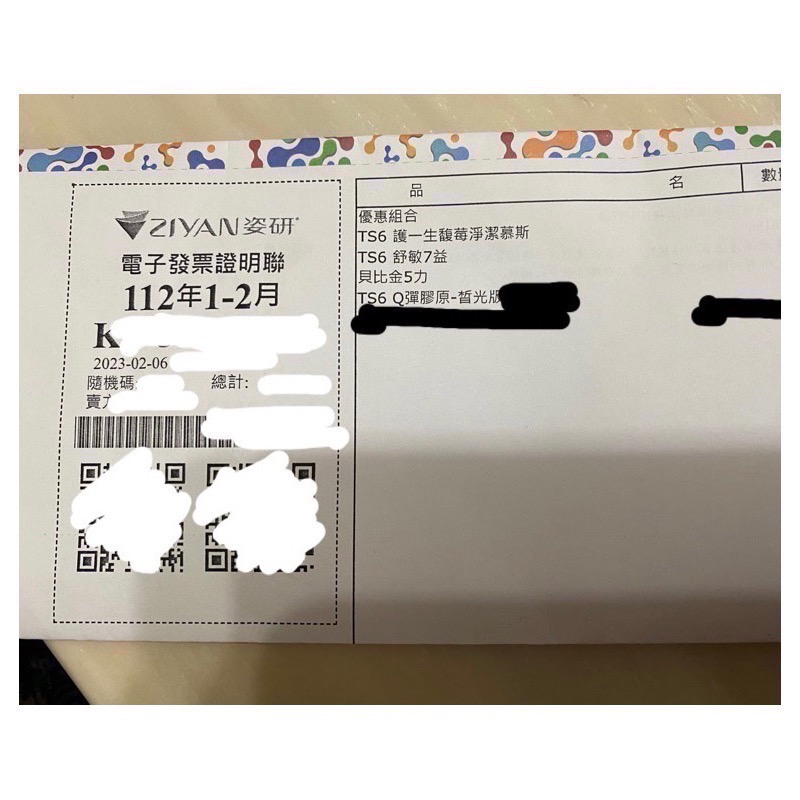 ZIYAN姿研
電子發票證明聯
112年1-2月
K
2023-02-06
隨機碼:
總計:
賣方
品 名
優惠組合
TS6 護一生馥莓淨潔慕斯
TS6 舒敏7益
貝比金5力
TS6 Q彈膠原-皙光版